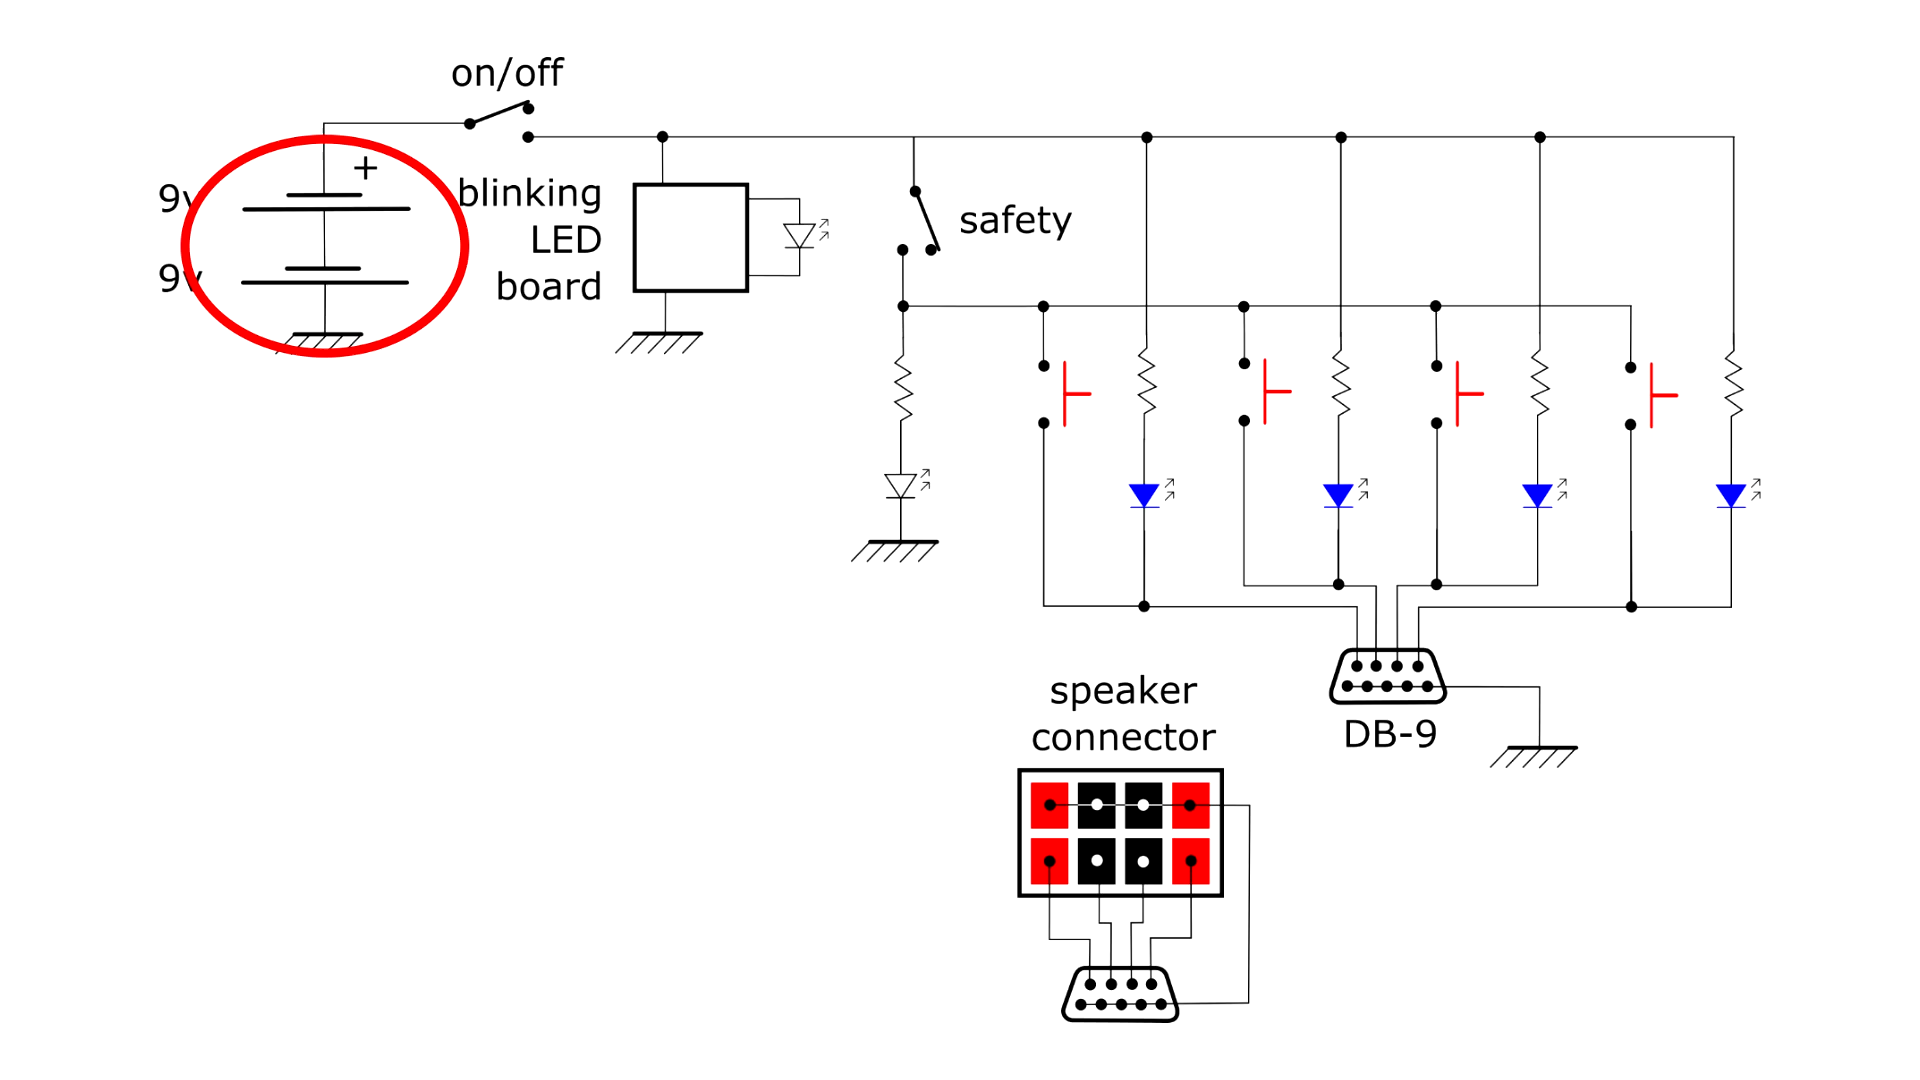 on/off
+
9v
9v
blinking
LED
board
safety
speaker
connector
DB-9